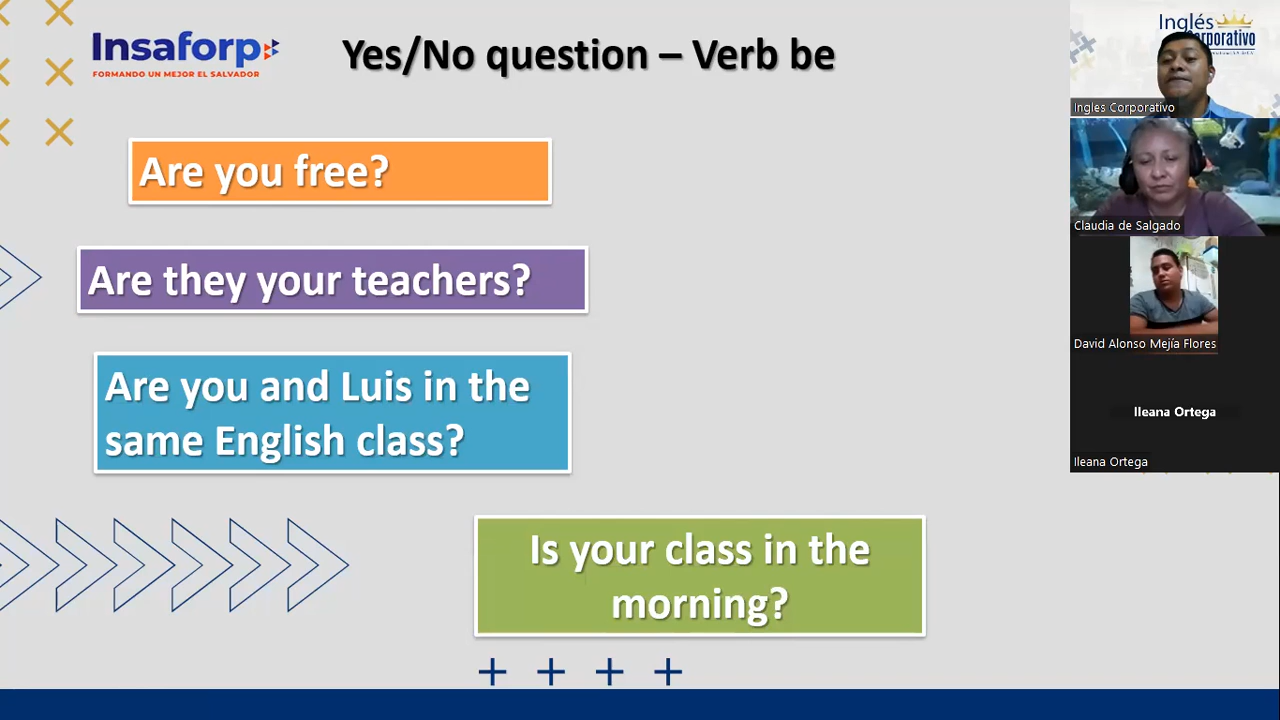 Insaforp
FORMANDO UN MEJOR EL SALVADOR
Yes/No question – Verb be
Are you free?
Are they your teachers?
Are you and Luis in the
same English class?
Is your class in the
morning?
Inglés
Corporativo
Ingles Corporativo
Claudia de Salgado
David Alonso Mejía Flores
Ileana Ortega
Ileana Ortega